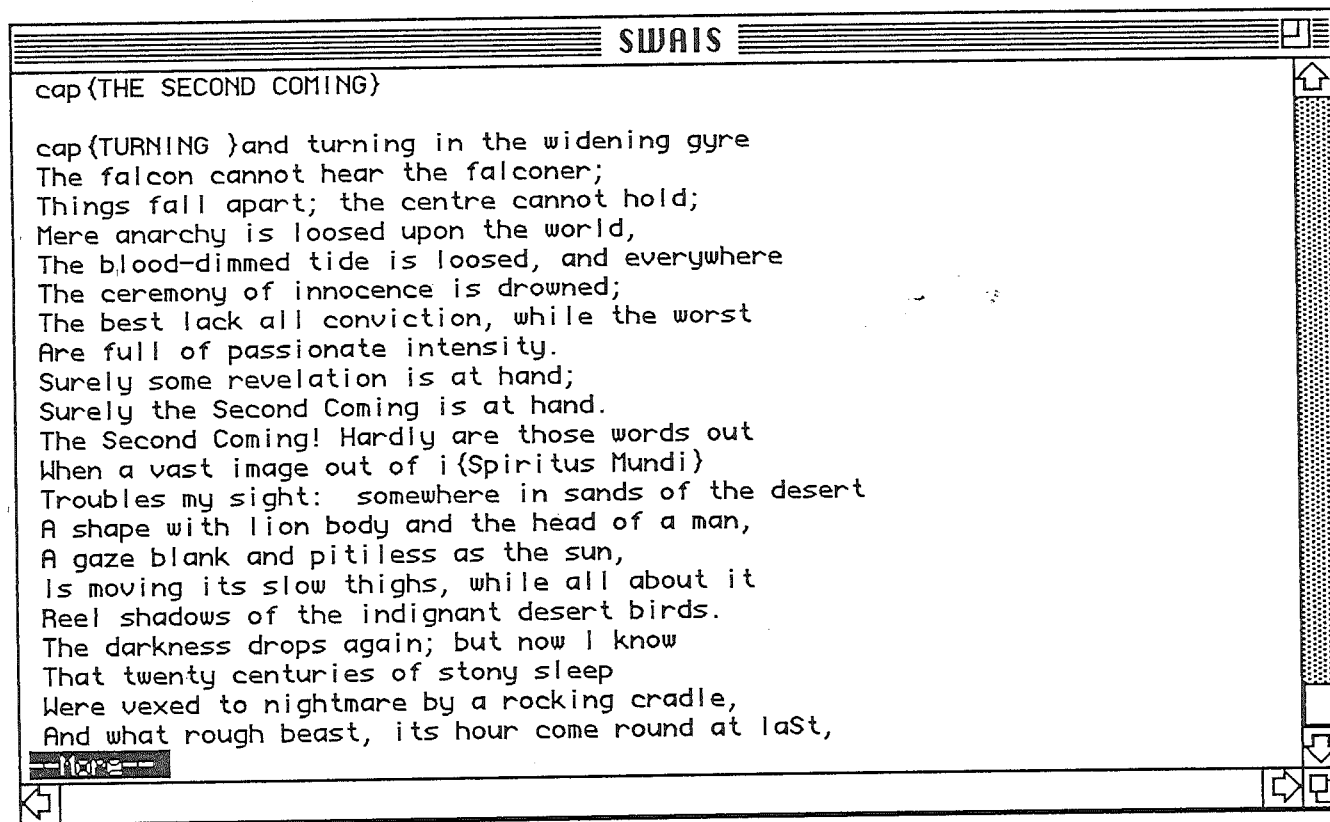 SWAIS
cap{THE SECOND COMING}
cap{TURNING }and turning in the widening gyre
The falcon cannot hear the falconer;
Things fall apart; the centre cannot hold;
Mere anarchy is loosed upon the world,
The blood-dimmed tide is loosed, and everywhere
The ceremony of innocence is drowned;
The best lack all conviction, while the worst
Are full of passionate intensity.
Surely some revelation is at hand;
Surely the Second Coming is at hand.
The Second Coming! Hardly are those words out
When a vast image out of i{Spiritus Mundi}
Troubles my sight:  somewhere in sands of the desert
A shape with lion body and the head of a man,
A gaze blank and pitiless as the sun,
Is moving its slow thighs, while all about it
Reel shadows of the indignant desert birds.
The darkness drops again; but now I know
That twenty centuries of stony sleep
Were vexed to nightmare by a rocking cradle,
And what rough beast, its hour come round at laSt,
--More--